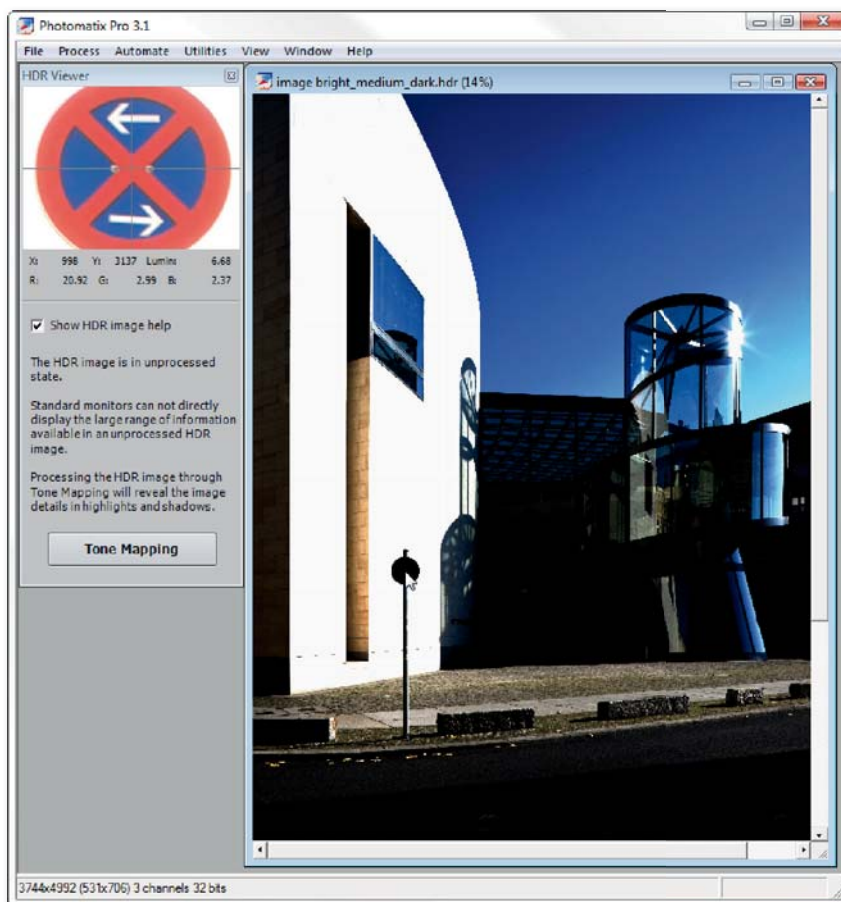 Photomatix Pro 3.1
File Process Automate Utilities View Window Help
HDR Viewer
X: 998 Y: 3137 Lumin: 6.68
R: 20.92 G: 2.99 B: 2.37
Show HDR image help
The HDR image is in unprocessed
state.
Standard monitors can not directly
display the large range of information
available in an unprocessed HDR
image.
Processing the HDR image through
Tone Mapping will reveal the image
details in highlights and shadows.
Tone Mapping
image bright_medium_dark.hdr (14%)
3744x4992 (531x706) 3 channels 32 bits